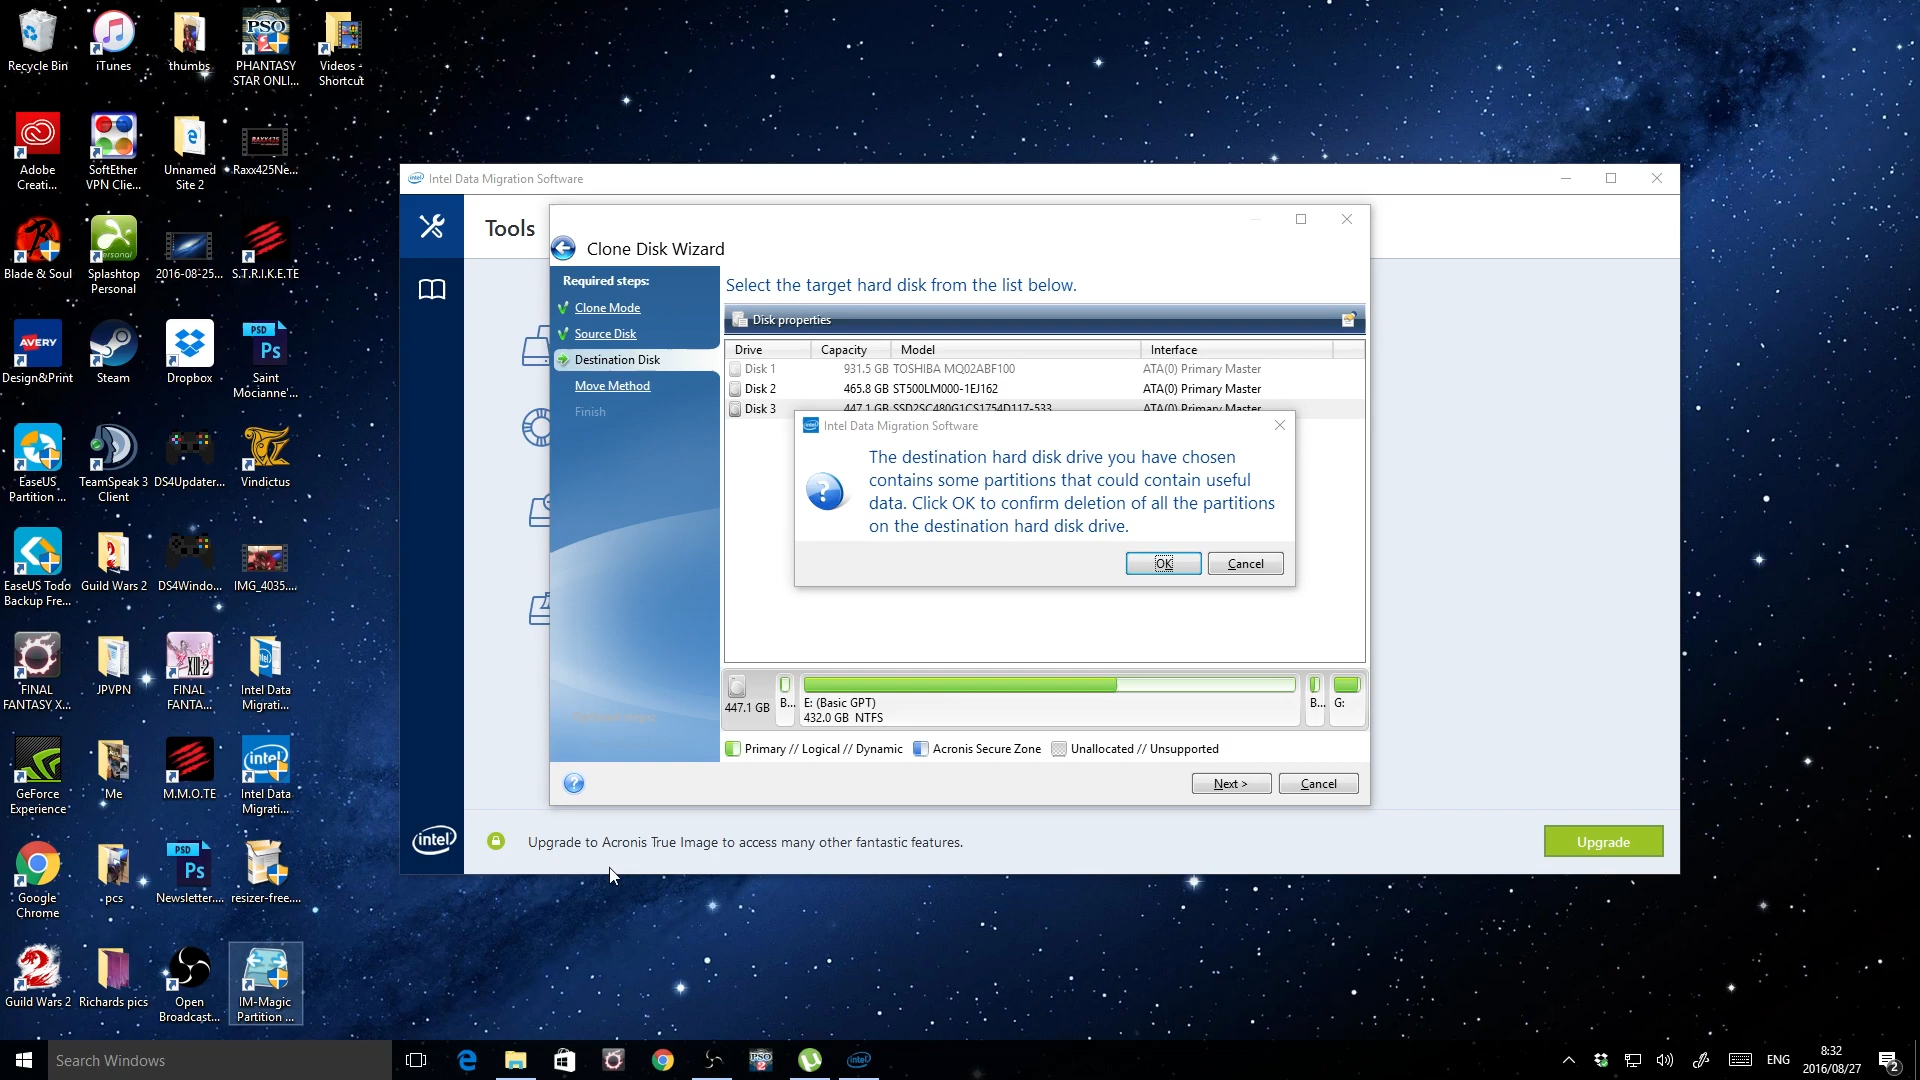 Recycle Bin
iTunes
thumbs
PHANTASY
STAR ONLI...
Videos -
Shortcut
Adobe
Creati...
SoftEther
VPN Clie...
Unnamed
Site 2
Raxx425Ne...
Blade & Soul
Splashtop
Personal
2016-08-25...
S.T.R.I.K.E.TE
Design&Print
Steam
Dropbox
Saint
Mocianne'...
EaseUS
Partition ...
TeamSpeak 3
Client
DS4Updater...
Vindictus
EaseUS Todo
Backup Fre...
Guild Wars 2
DS4Windo...
IMG_4035....
FINAL
FANTASY X...
JPVPN
FINAL
FANTA...
Intel Data
Migrati...
GeForce
Experience
Me
M.M.O.TE
Intel Data
Migrati...
Google
Chrome
pcs
Newsletter....
resizer-free....
Guild Wars 2
Richards pics
Open
Broadcast...
IM-Magic
Partition ...
Intel Data Migration Software
Tools
Clone Disk Wizard
Required steps:
Clone Mode
Source Disk
Destination Disk
Move Method
Finish
Select the target hard disk from the list below.
Disk properties
Drive Capacity Model Interface
Disk 1 931.5 GB TOSHIBA MQ02ABF100 ATA(0) Primary Master
Disk 2 465.8 GB ST500LM000-1EJ162 ATA(0) Primary Master
Disk 3 447.1 GB SSD2SC480G1CS1754D117-533 ATA(0) Primary Master
Intel Data Migration Software
The destination hard disk drive you have chosen
contains some partitions that could contain useful
data. Click OK to confirm deletion of all the partitions
on the destination hard disk drive.
OK Cancel
447.1 GB
B...
E: (Basic GPT)
432.0 GB NTFS
B...
G:
Primary // Logical // Dynamic Acronis Secure Zone Unallocated // Unsupported
Next > Cancel
intel
Upgrade to Acronis True Image to access many other fantastic features.
Upgrade
Search Windows
ENG
8:32
2016/08/27
2